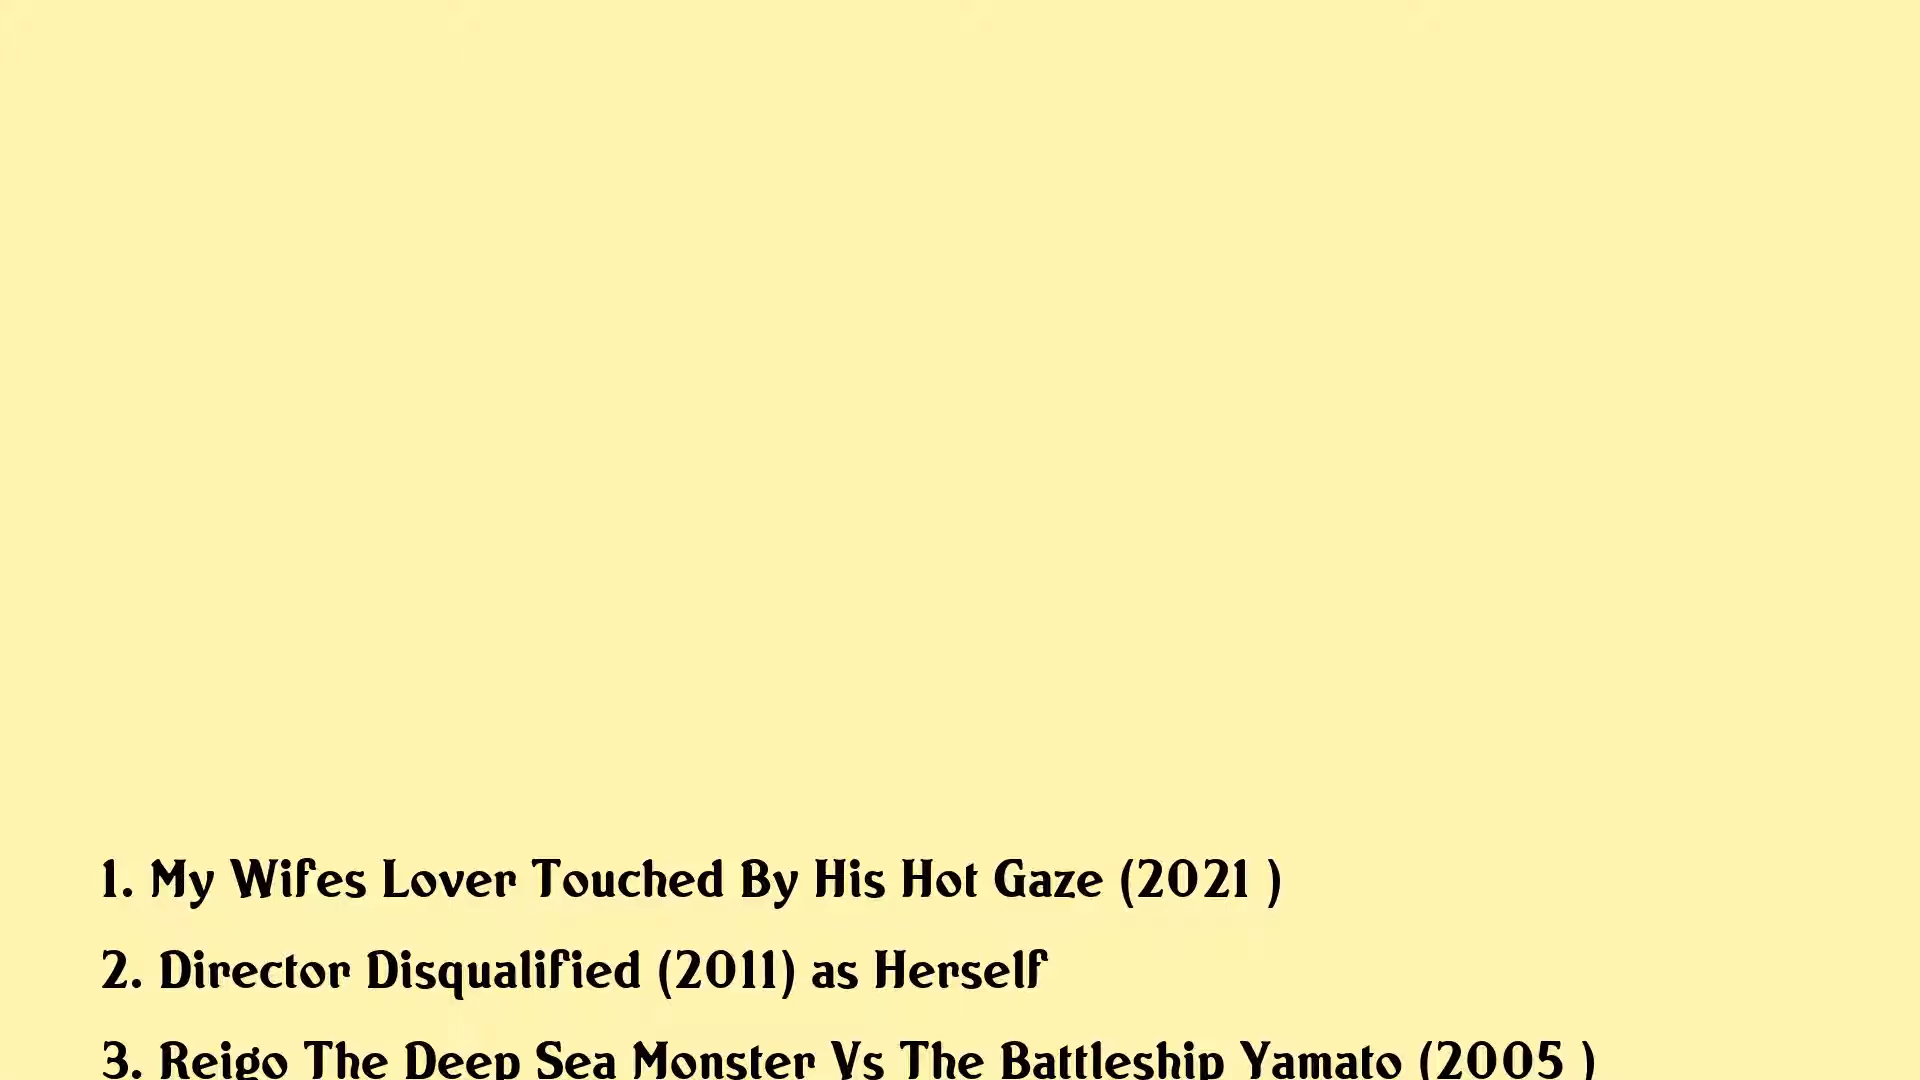 1. My Wifes Lover Touched By His Hot Gaze (2021 )
2. Director Disqualified (2011) as Herself
3. Reigo The Deep Sea Monster Vs The Battleship Yamato (2005 )